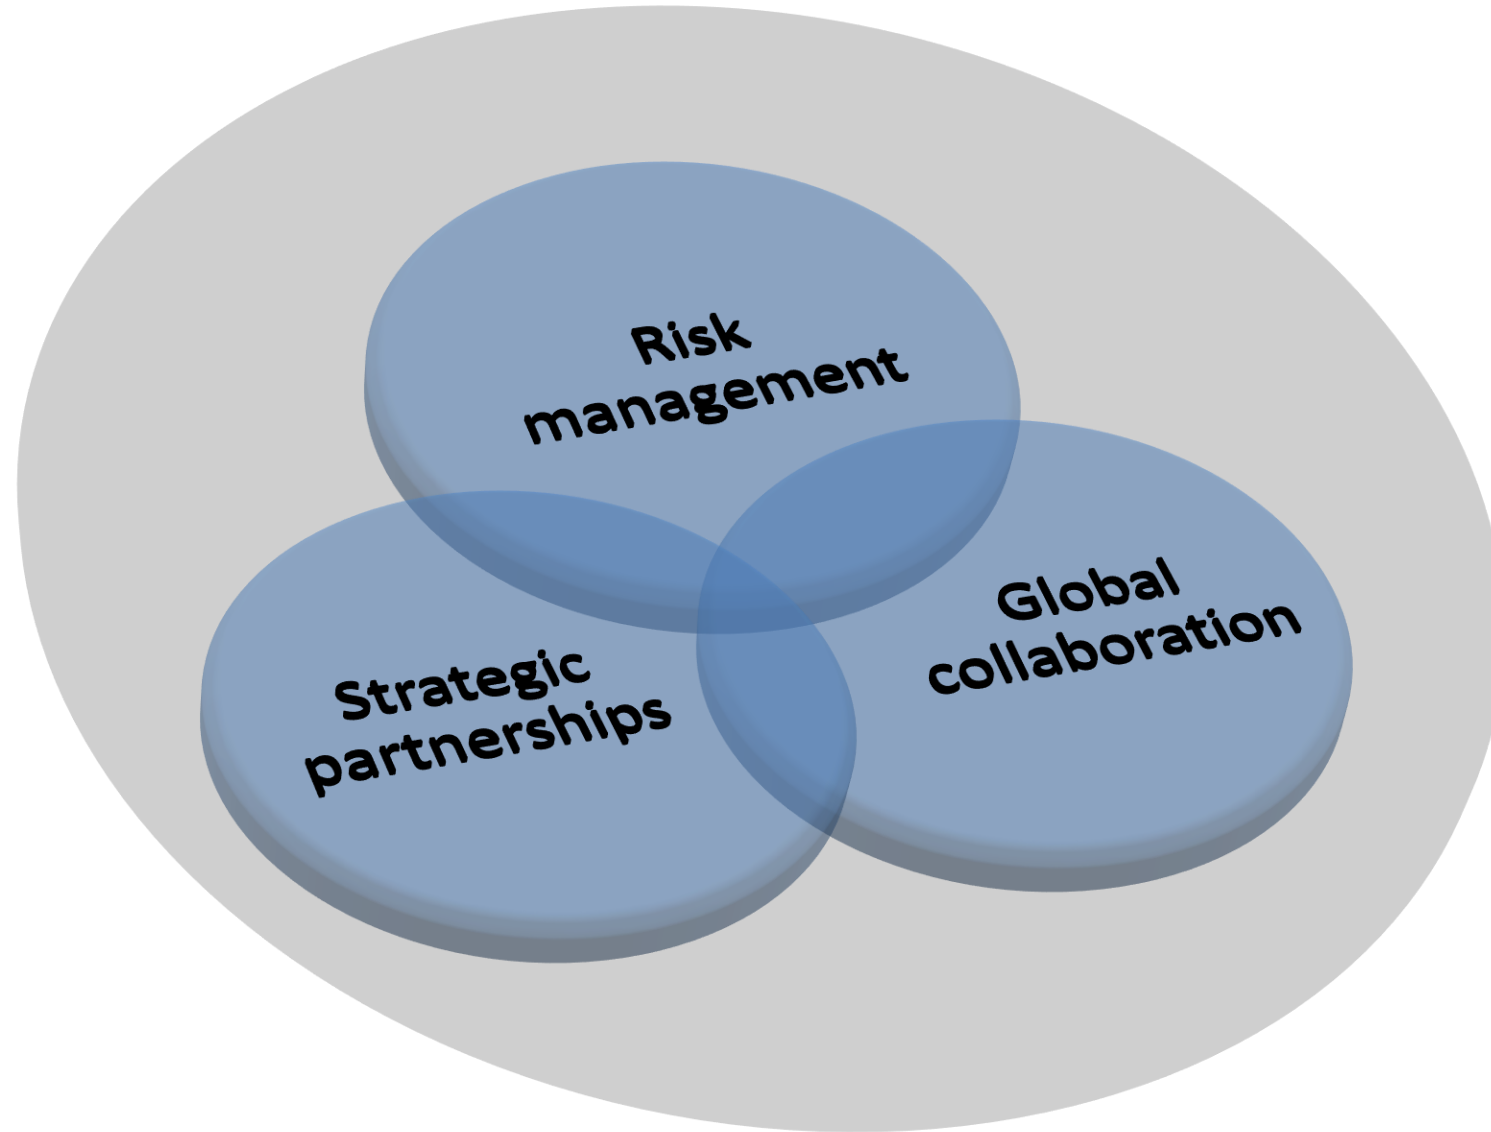 Risk
management
Strategic
partnerships
Global
collaboration